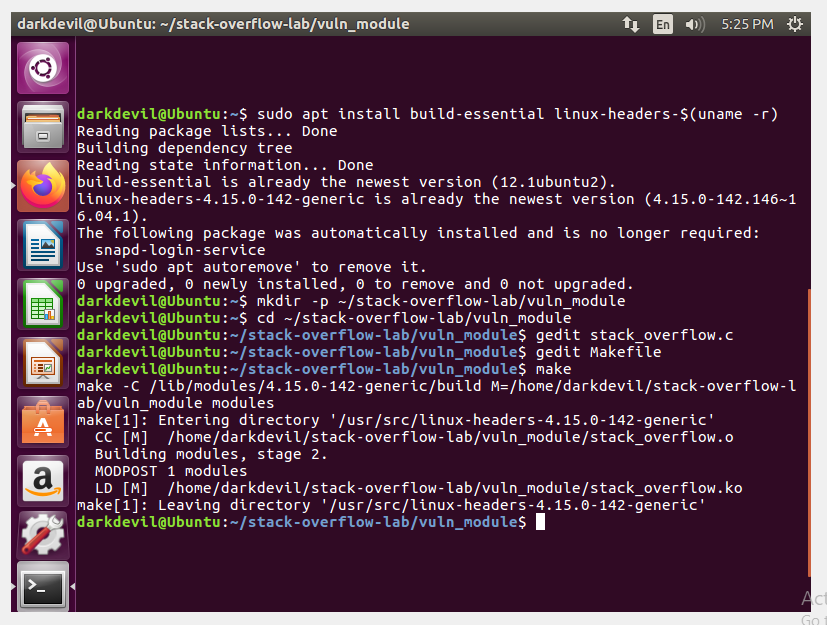 darkdevil@Ubuntu: ~/stack-overflow-lab/vuln_module
En
5:25 PM
darkdevil@Ubuntu:~$ sudo apt install build-essential linux-headers-$(uname -r)
Reading package lists... Done
Building dependency tree
Reading state information... Done
build-essential is already the newest version (12.1ubuntu2).
linux-headers-4.15.0-142-generic is already the newest version (4.15.0-142.146~1
6.04.1).
The following package was automatically installed and is no longer required:
  snapd-login-service
Use 'sudo apt autoremove' to remove it.
0 upgraded, 0 newly installed, 0 to remove and 0 not upgraded.
darkdevil@Ubuntu:~$ mkdir -p ~/stack-overflow-lab/vuln_module
darkdevil@Ubuntu:~$ cd ~/stack-overflow-lab/vuln_module
darkdevil@Ubuntu:~/stack-overflow-lab/vuln_module$ gedit stack_overflow.c
darkdevil@Ubuntu:~/stack-overflow-lab/vuln_module$ gedit Makefile
darkdevil@Ubuntu:~/stack-overflow-lab/vuln_module$ make
make -C /lib/modules/4.15.0-142-generic/build M=/home/darkdevil/stack-overflow-l
ab/vuln_module modules
make[1]: Entering directory '/usr/src/linux-headers-4.15.0-142-generic'
  CC [M]  /home/darkdevil/stack-overflow-lab/vuln_module/stack_overflow.o
  Building modules, stage 2.
  MODPOST 1 modules
  LD [M]  /home/darkdevil/stack-overflow-lab/vuln_module/stack_overflow.ko
make[1]: Leaving directory '/usr/src/linux-headers-4.15.0-142-generic'
darkdevil@Ubuntu:~/stack-overflow-lab/vuln_module$
a
>_
Act
Go t